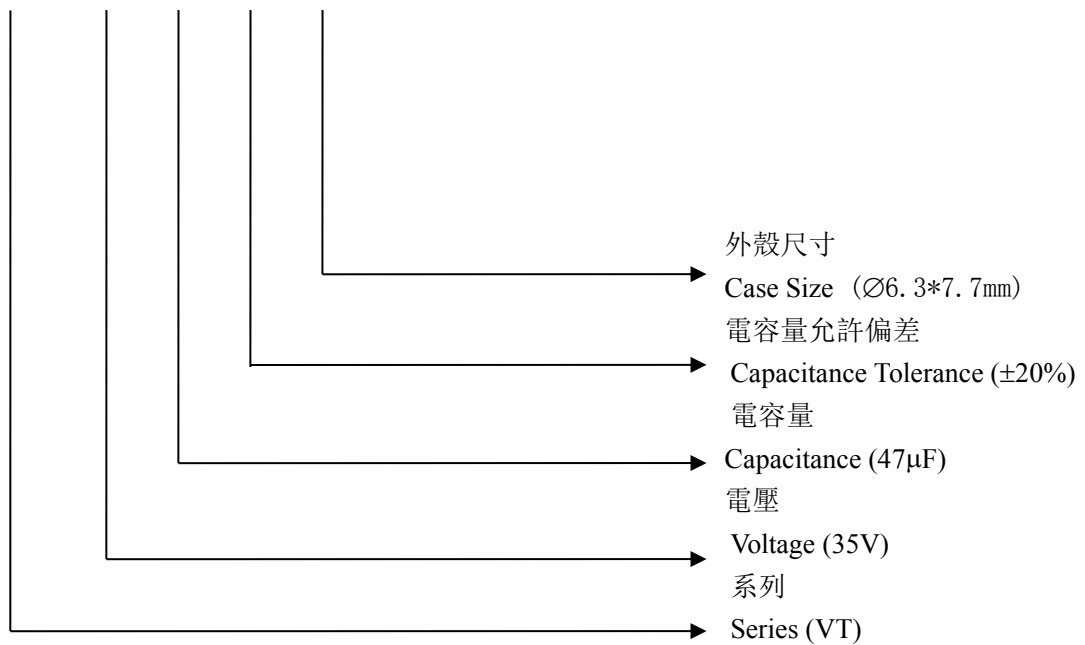 外殼尺寸
Case Size （∅6.3*7.7mm）
電容量允許偏差
Capacitance Tolerance (±20%)
電容量
Capacitance (47μF)
電壓
Voltage (35V)
系列
Series (VT)